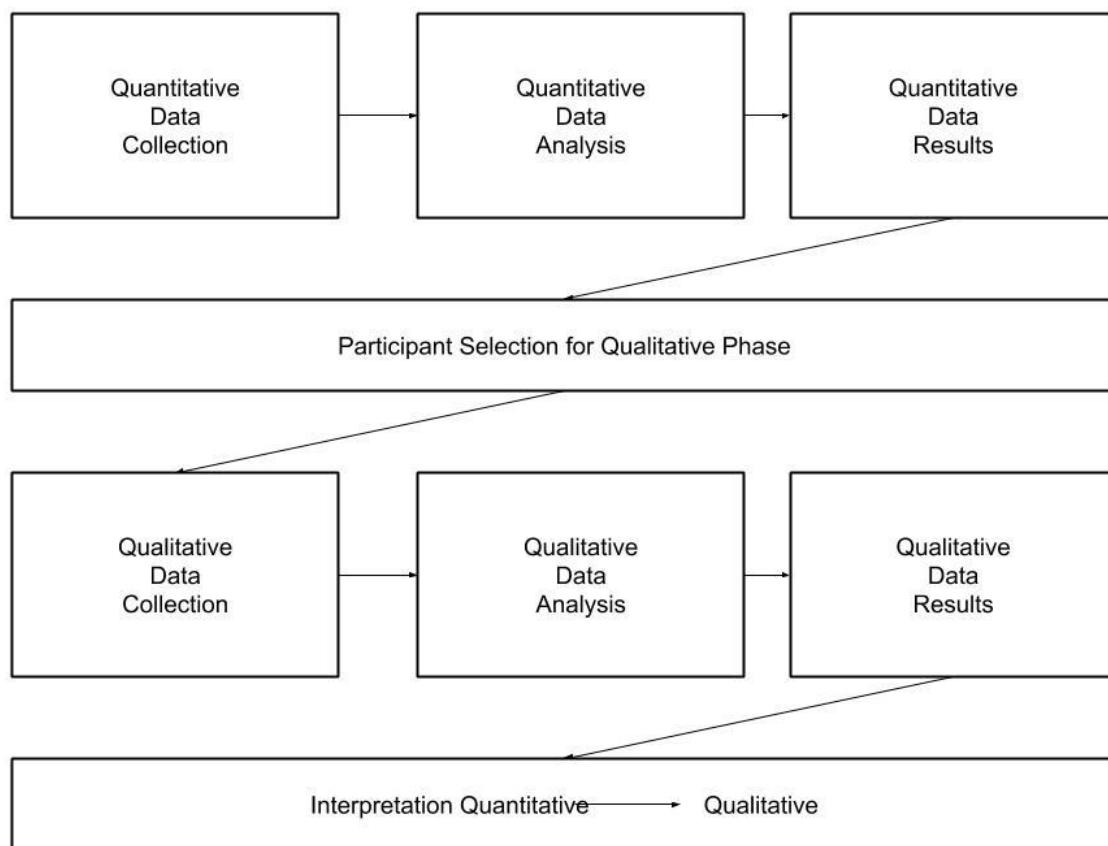 Quantitative
Data
Collection
Quantitative
Data
Analysis
Quantitative
Data
Results
Participant Selection for Qualitative Phase
Qualitative
Data
Collection
Qualitative
Data
Analysis
Qualitative
Data
Results
Interpretation Quantitative Qualitative